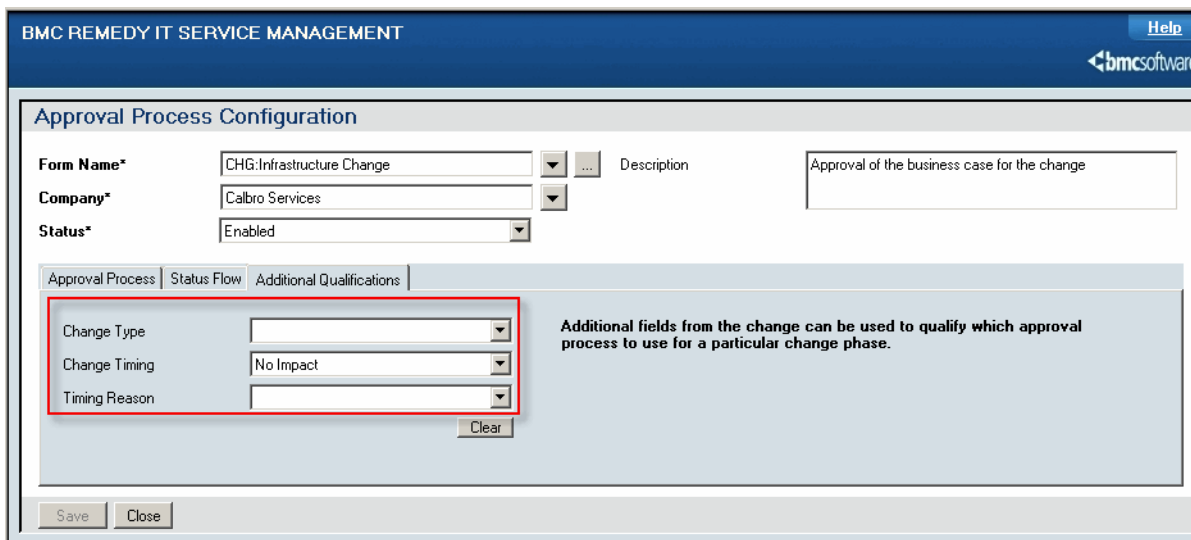 BMC REMEDY IT SERVICE MANAGEMENT
Help
bmcsoftware
Approval Process Configuration
Form Name* CHG:Infrastructure Change ... Description Approval of the business case for the change
Company* Calbro Services
Status* Enabled
Approval Process Status Flow Additional Qualifications
Change Type
Additional fields from the change can be used to qualify which approval
process to use for a particular change phase.
Change Timing No Impact
Timing Reason
Clear
Save Close